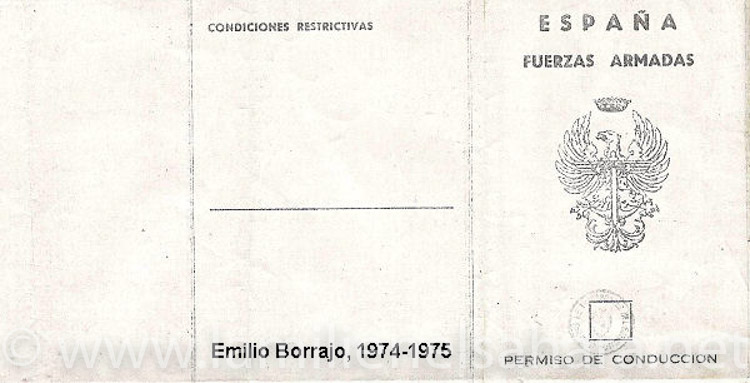 CONDICIONES RESTRICTIVAS
Emilio Borrajo, 1974-1975
ESPAÑA
FUERZAS ARMADAS
PERMISO DE CONDUCCION